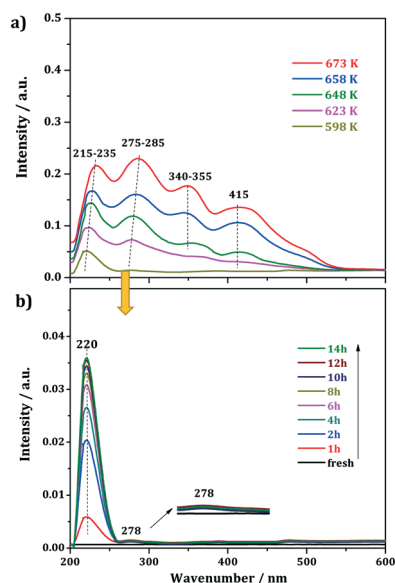 a)
0.5
0.4
0.3
0.2
0.1
0.0
Intensity / a.u.
673 K
658 K
648 K
623 K
598 K
215-235
275-285
340-355
415
b)
0.04
0.03
0.02
0.01
0.00
Intensity / a.u.
220
14h
12h
10h
8h
6h
4h
2h
1h
fresh
278
278
200 300 400 500 600
Wavenumber / nm